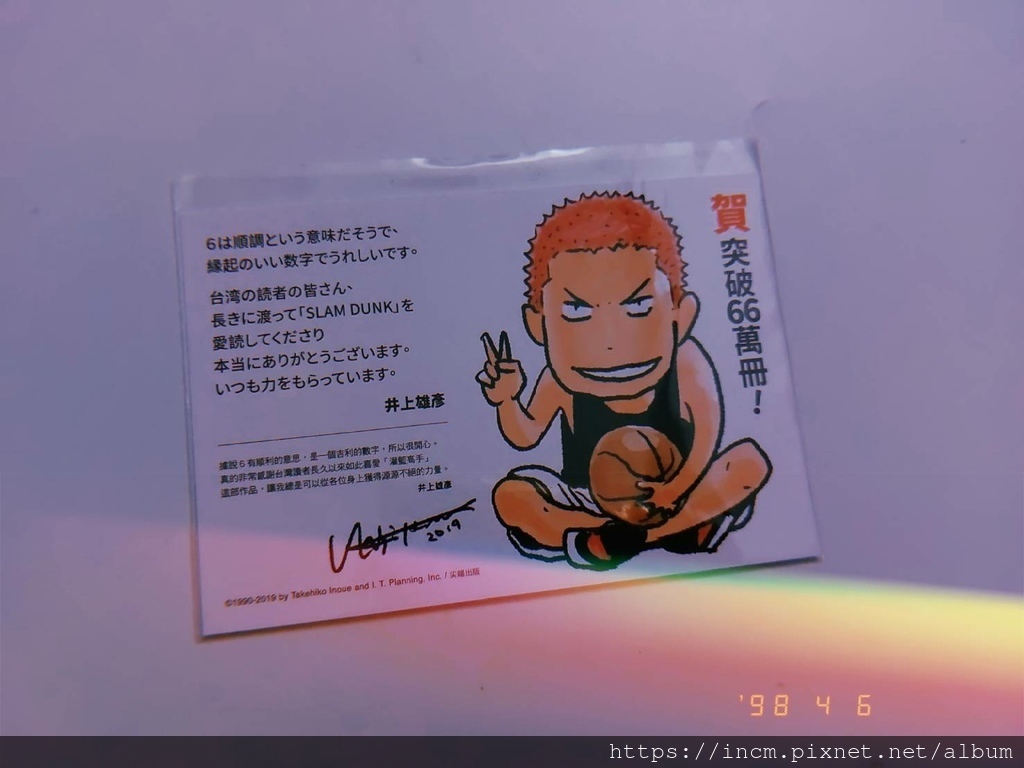 6は順調という意味だそうで、
縁起のいい数字でうれしいです。
台湾の読者の皆さん、
長きに渡って「SLAM DUNK」を
愛読してくださり
本当にありがとうございます。
いつも力をもらっています。
井上雄彦
據說6有順利的意思,是一個吉利的數字,所以很開心。
真的非常感謝台灣讀者長久以來如此喜愛「灌籃高手」
這部作品,讓我總是可以從各位身上獲得源源不絕的力量。
井上雄彥
2019
©1990-2019 by Takehiko Inoue and I. T. Planning, Inc. / 尖端出版
賀
突破66萬冊!
'98 4 6
https://incm.pixnet.net/album